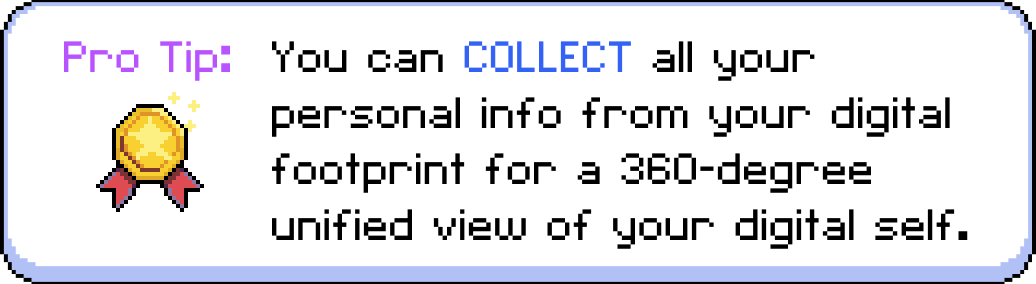 Pro Tip: You can COLLECT all your
personal info from your digital
footprint for a 360-degree
unified view of your digital self.